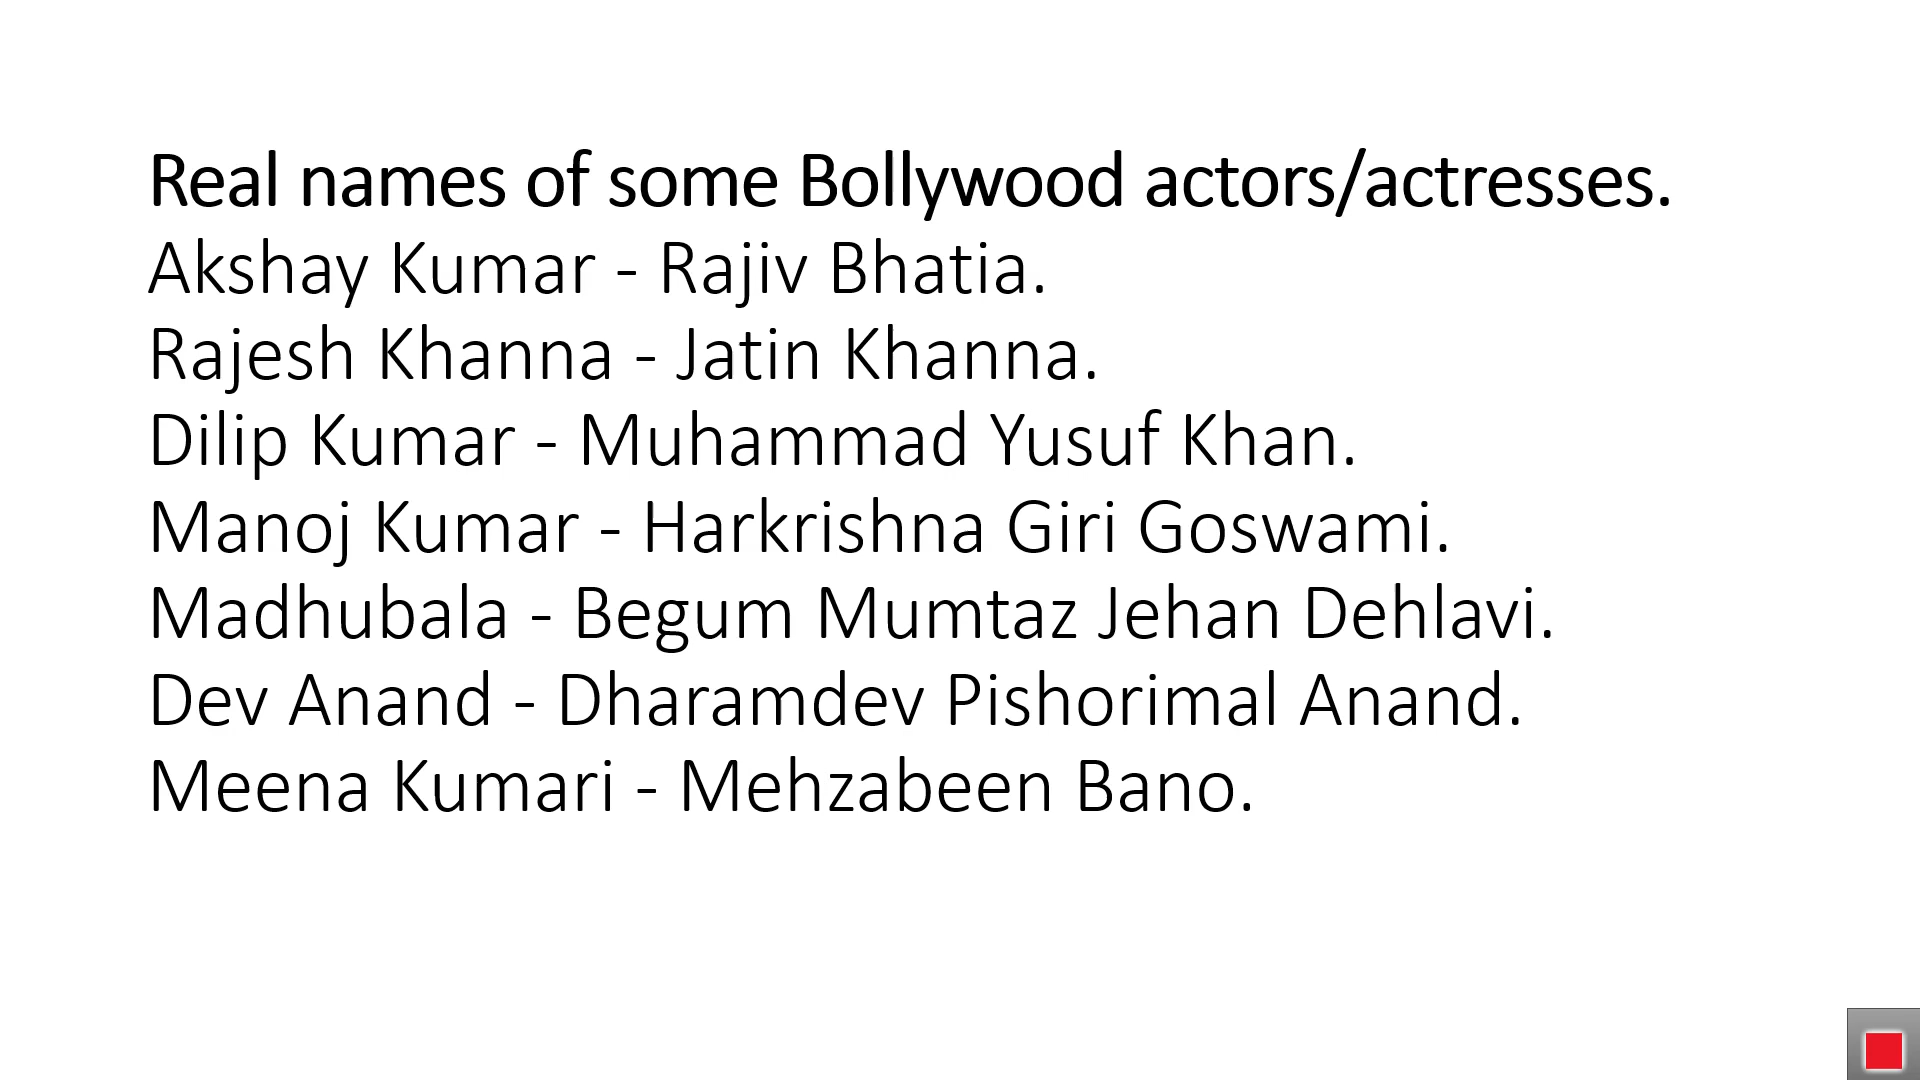 Real names of some Bollywood actors/actresses.
Akshay Kumar - Rajiv Bhatia.
Rajesh Khanna - Jatin Khanna.
Dilip Kumar - Muhammad Yusuf Khan.
Manoj Kumar - Harkrishna Giri Goswami.
Madhubala - Begum Mumtaz Jehan Dehlavi.
Dev Anand - Dharamdev Pishorimal Anand.
Meena Kumari - Mehzabeen Bano.